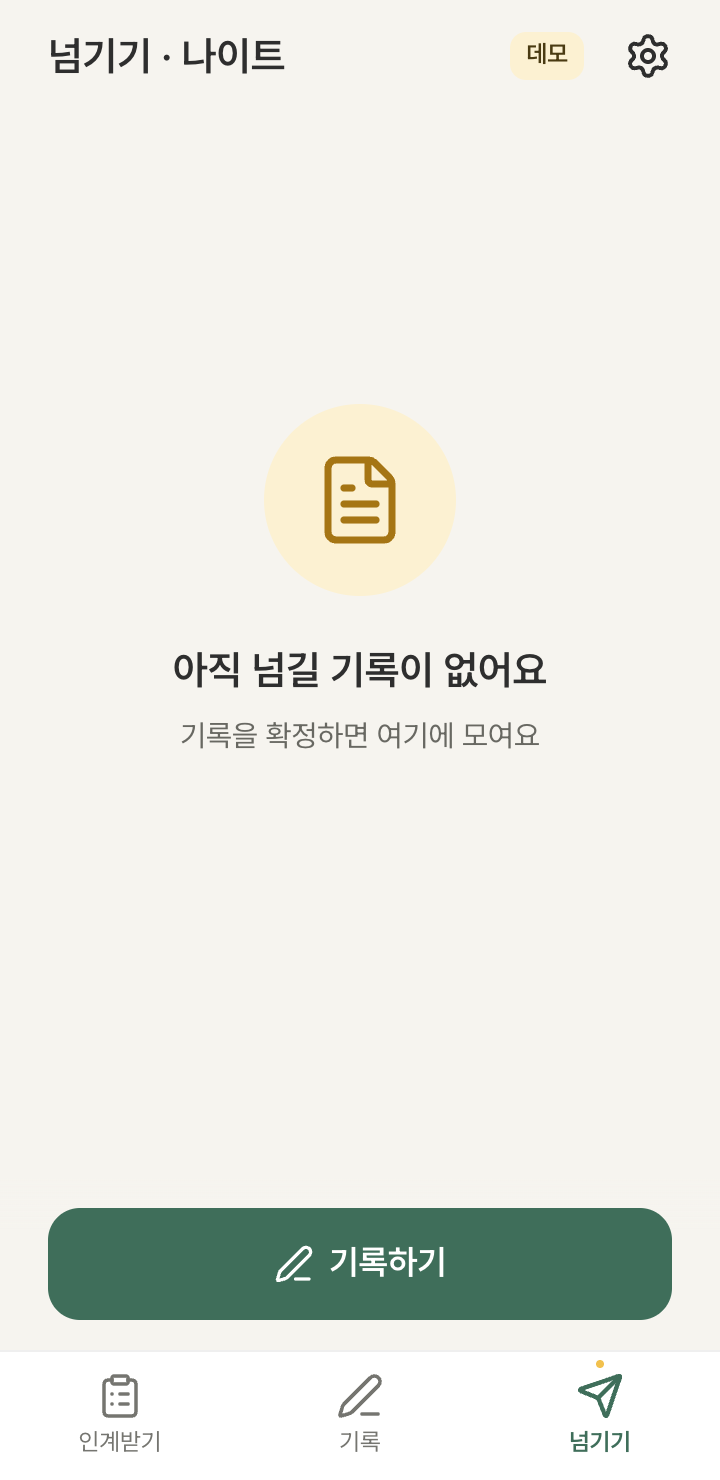 넘기기 · 나이트
데모
아직 넘길 기록이 없어요
기록을 확정하면 여기에 모여요
기록하기
인계받기
기록
넘기기